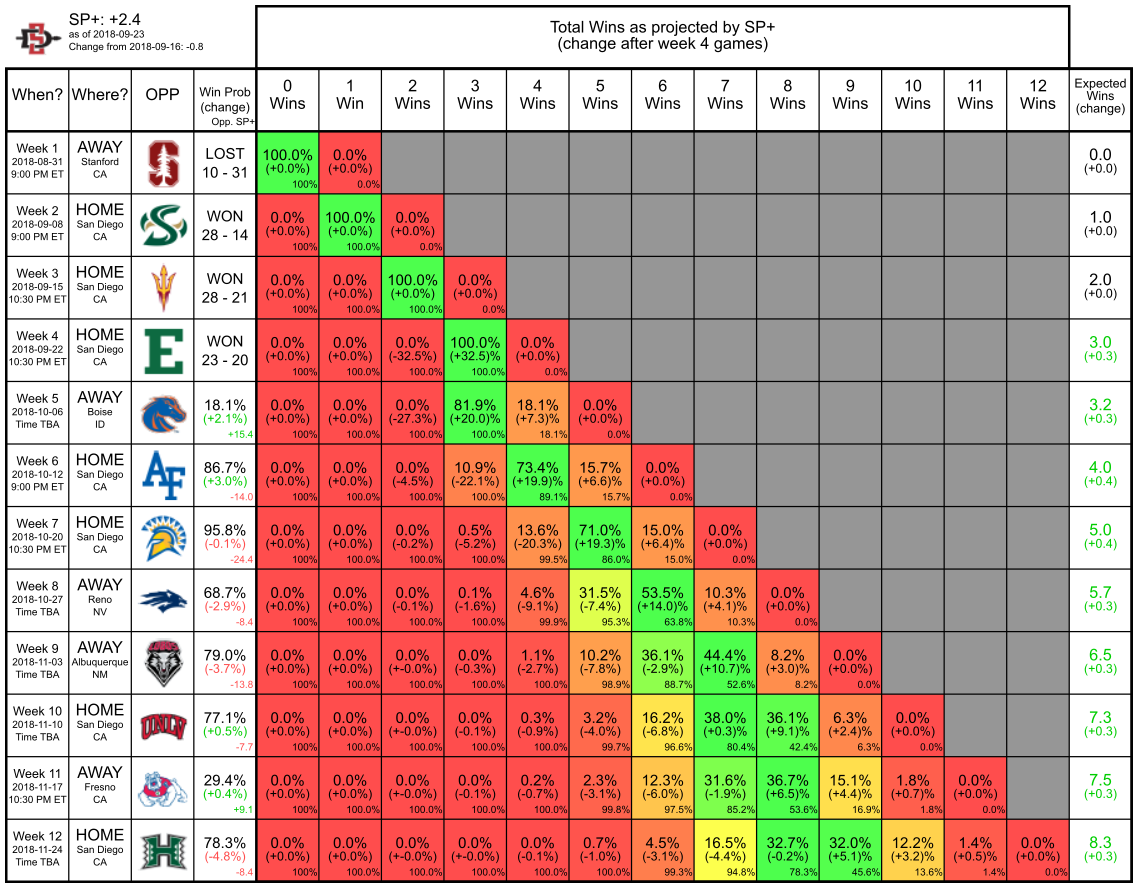 SP+: +2.4
as of 2018-09-23
Change from 2018-09-16: -0.8
Total Wins as projected by SP+
(change after week 4 games)
When? Where? OPP Win Prob (change) Opp. SP+ 0 Wins 1 Win 2 Wins 3 Wins 4 Wins 5 Wins 6 Wins 7 Wins 8 Wins 9 Wins 10 Wins 11 Wins 12 Wins Expected Wins (change)
Week 1 AWAY S LOST 100.0% 0.0% 0.0
2018-08-31 Stanford 10 - 31 (+0.0%) (+0.0%) (+0.0)
9:00 PM ET CA 100% 0.0%
Week 2 HOME S WON 0.0% 100.0% 0.0% 1.0
2018-09-08 San Diego 28 - 14 (+0.0%) (+0.0%) (+0.0%) (+0.0)
9:00 PM ET CA 100% 100.0% 0.0%
Week 3 HOME WON 0.0% 0.0% 100.0% 0.0% 2.0
2018-09-15 San Diego 28 - 21 (+0.0%) (+0.0%) (+0.0%) (+0.0%) (+0.0)
10:30 PM ET CA 100% 100.0% 100.0% 0.0%
Week 4 HOME E WON 0.0% 0.0% 0.0% 100.0% 0.0% 3.0
2018-09-22 San Diego 23 - 20 (+0.0%) (+0.0%) (-32.5%) (+32.5)% (+0.0%) (+0.3)
10:30 PM ET CA 100% 100.0% 100.0% 100.0% 0.0%
Week 5 AWAY 18.1% 0.0% 0.0% 0.0% 81.9% 18.1% 0.0% 3.2
2018-10-06 Boise (+2.1%) (+0.0%) (+0.0%) (-27.3%) (+20.0)% (+7.3)% (+0.0%) (+0.3)
Time TBA ID +15.4 100% 100.0% 100.0% 100.0% 18.1% 0.0%
Week 6 HOME AF 86.7% 0.0% 0.0% 0.0% 10.9% 73.4% 15.7% 0.0% 4.0
2018-10-12 San Diego (+3.0%) (+0.0%) (+0.0%) (-4.5%) (-22.1%) (+19.9)% (+6.6)% (+0.0%) (+0.4)
9:00 PM ET CA -14.0 100% 100.0% 100.0% 100.0% 89.1% 15.7% 0.0%
Week 7 HOME 95.8% 0.0% 0.0% 0.0% 0.5% 13.6% 71.0% 15.0% 0.0% 5.0
2018-10-20 San Diego (-0.1%) (+0.0%) (+0.0%) (-0.2%) (-5.2%) (-20.3%) (+19.3)% (+6.4)% (+0.0%) (+0.4)
10:30 PM ET CA -24.4 100% 100.0% 100.0% 100.0% 99.5% 86.0% 15.0% 0.0%
Week 8 AWAY 68.7% 0.0% 0.0% 0.0% 0.1% 4.6% 31.5% 53.5% 10.3% 0.0% 5.7
2018-10-27 Reno (-2.9%) (+0.0%) (+0.0%) (-0.1%) (-1.6%) (-9.1%) (-7.4%) (+14.0)% (+4.1)% (+0.0%) (+0.3)
Time TBA NV -8.4 100% 100.0% 100.0% 100.0% 99.9% 95.3% 63.8% 10.3% 0.0%
Week 9 AWAY 79.0% 0.0% 0.0% 0.0% 0.0% 1.1% 10.2% 36.1% 44.4% 8.2% 0.0% 6.5
2018-11-03 Albuquerque (-3.7%) (+0.0%) (+0.0%) (+-0.0%) (-0.3%) (-2.7%) (-7.8%) (-2.9%) (+10.7)% (+3.0)% (+0.0%) (+0.3)
Time TBA NM -13.8 100% 100.0% 100.0% 100.0% 100.0% 98.9% 88.7% 52.6% 8.2% 0.0%
Week 10 HOME UNLV 77.1% 0.0% 0.0% 0.0% 0.0% 0.3% 3.2% 16.2% 38.0% 36.1% 6.3% 0.0% 7.3
2018-11-10 San Diego (+0.5%) (+0.0%) (+0.0%) (+-0.0%) (-0.1%) (-0.9%) (-4.0%) (-6.8%) (+0.3)% (+9.1)% (+2.4)% (+0.0%) (+0.3)
Time TBA CA -7.7 100% 100.0% 100.0% 100.0% 100.0% 99.7% 96.6% 80.4% 42.4% 6.3% 0.0%
Week 11 AWAY 29.4% 0.0% 0.0% 0.0% 0.0% 0.2% 2.3% 12.3% 31.6% 36.7% 15.1% 1.8% 0.0% 7.5
2018-11-17 Fresno (+0.4%) (+0.0%) (+0.0%) (+-0.0%) (-0.1%) (-0.7%) (-3.1%) (-6.0%) (-1.9%) (+6.5)% (+4.4)% (+0.7)% (+0.0%) (+0.3)
10:30 PM ET CA +9.1 100% 100.0% 100.0% 100.0% 100.0% 99.8% 97.5% 85.2% 53.6% 16.9% 1.8% 0.0%
Week 12 HOME H 78.3% 0.0% 0.0% 0.0% 0.0% 0.0% 0.7% 4.5% 16.5% 32.7% 32.0% 12.2% 1.4% 0.0% 8.3
2018-11-24 San Diego (-4.8%) (+0.0%) (+0.0%) (+-0.0%) (+-0.0%) (-0.1%) (-1.0%) (-3.1%) (-4.4%) (-0.2%) (+5.1)% (+3.2)% (+0.5)% (+0.0%) (+0.3)
Time TBA CA -8.4 100% 100.0% 100.0% 100.0% 100.0% 100.0% 99.3% 94.8% 78.3% 45.6% 13.6% 1.4% 0.0%